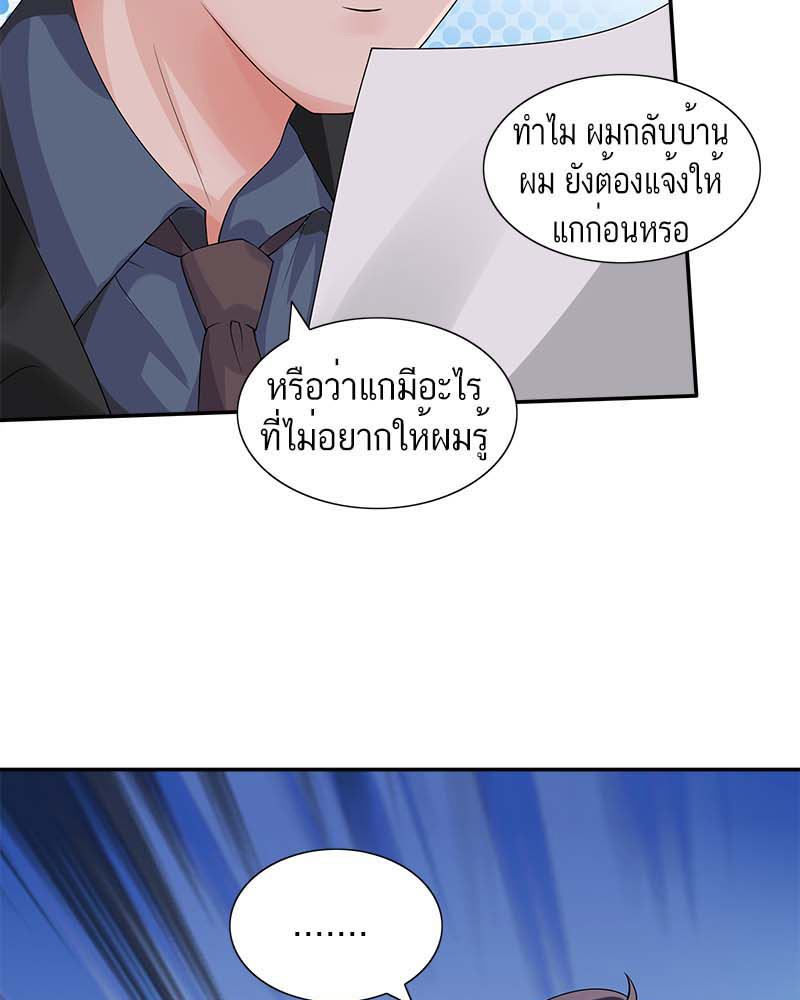 ทำไม ผมกลับบ้าน
ผม ยังต้องแจ้งให้
แกก่อนหรอ
หรือว่าแกมีอะไร
ที่ไม่อยากให้ผมรู้
.......